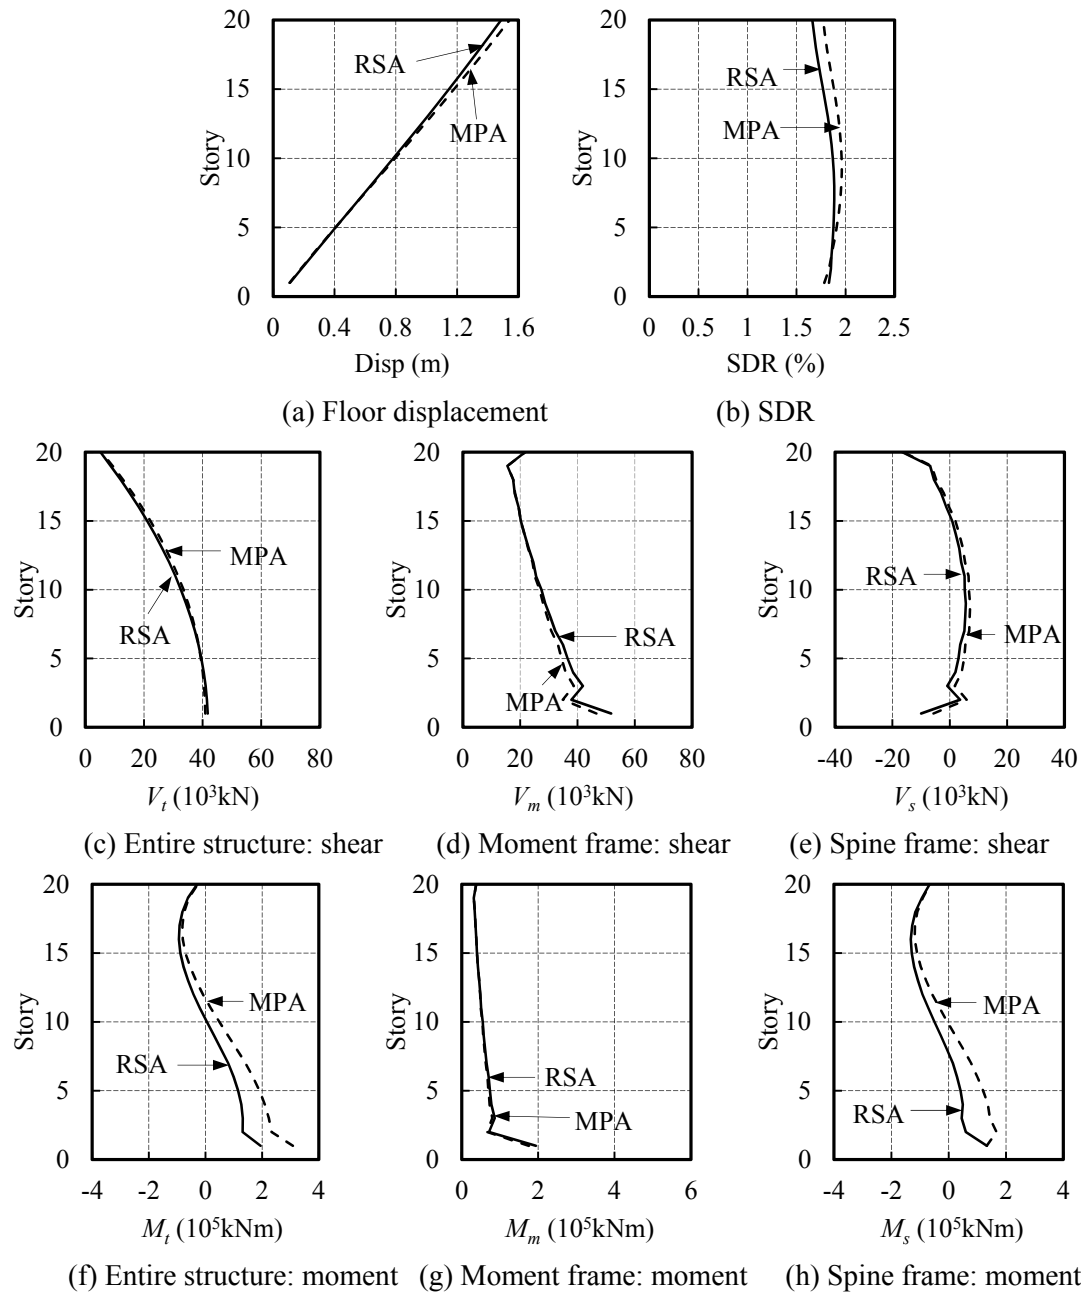 20
15
10
5
0
Story
RSA
MPA
0 0.4 0.8 1.2 1.6
Disp (m)
(a) Floor displacement
20
15
10
5
0
Story
RSA
MPA
0 0.5 1 1.5 2 2.5
SDR (%)
(b) SDR
20
15
10
5
0
Story
MPA
RSA
0 20 40 60 80
V_t (10³kN)
(c) Entire structure: shear
20
15
10
5
0
Story
RSA
MPA
0 20 40 60 80
V_m (10³kN)
(d) Moment frame: shear
20
15
10
5
0
Story
RSA
MPA
-40 -20 0 20 40
V_s (10³kN)
(e) Spine frame: shear
20
15
10
5
0
Story
MPA
RSA
-4 -2 0 2 4
M_t (10⁵kNm)
(f) Entire structure: moment
20
15
10
5
0
Story
RSA
MPA
0 2 4 6
M_m (10⁵kNm)
(g) Moment frame: moment
20
15
10
5
0
Story
MPA
RSA
-4 -2 0 2 4
M_s (10⁵kNm)
(h) Spine frame: moment